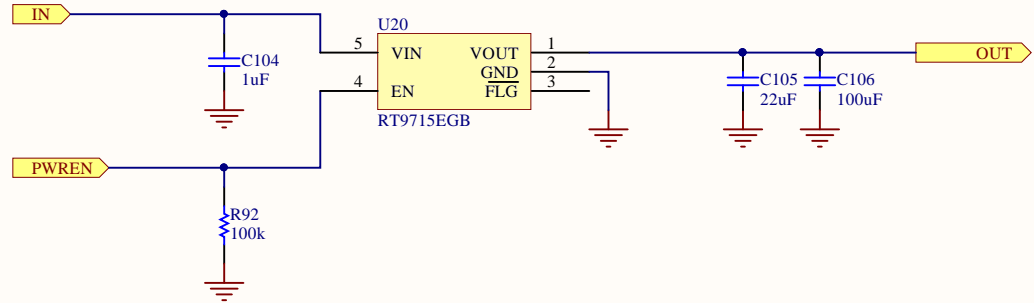 IN
U20
5
VIN
VOUT
1
C104
1uF
GND
2
4
EN
FLG
3
RT9715EGB
C105
22uF
C106
100uF
OUT
PWREN
R92
100k